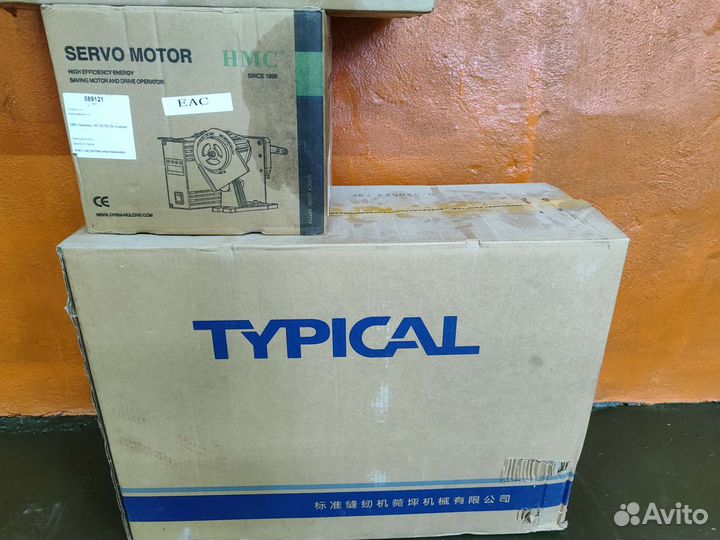 SERVO MOTOR
HMC
HIGH EFFICIENCY ENERGY
SAVING MOTOR AND DRIVE OPERATOR
SINCE 1995
589121
EAC
CE
WWW.CHINA-HULONG.COM
TYPICAL
标准缝纫机菀坪机械有限公司
Avito